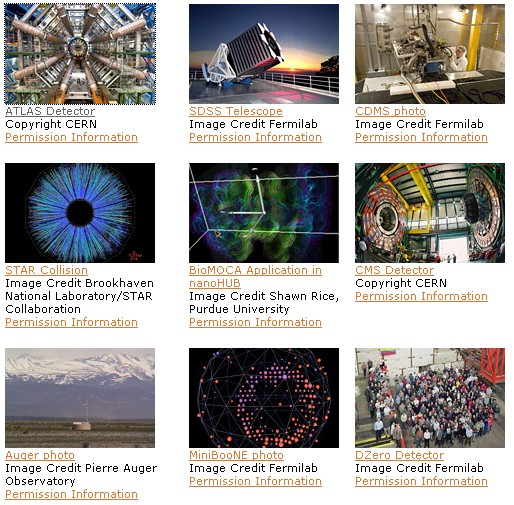 ATLAS Detector
Copyright CERN
Permission Information
SDSS Telescope
Image Credit Fermilab
Permission Information
CDMS photo
Image Credit Fermilab
Permission Information
STAR Collision
Image Credit Brookhaven
National Laboratory/STAR
Collaboration
Permission Information
BioMOCA Application in
nanoHUB
Image Credit Shawn Rice,
Purdue University
Permission Information
CMS Detector
Copyright CERN
Permission Information
Auger photo
Image Credit Pierre Auger
Observatory
Permission Information
MiniBooNE photo
Image Credit Fermilab
Permission Information
DZero Detector
Image Credit Fermilab
Permission Information